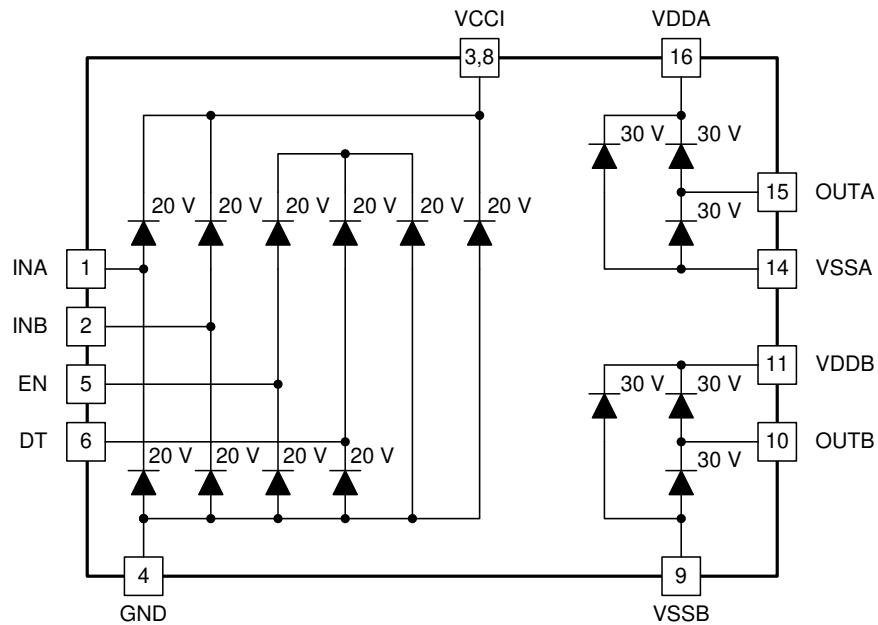 VCCI
VDDA
3,8
16
30 V
30 V
15
OUTA
20 V
20 V
20 V
20 V
20 V
20 V
30 V
INA
1
14
VSSA
INB
2
11
VDDB
EN
5
30 V
30 V
DT
6
10
OUTB
20 V
20 V
20 V
20 V
30 V
4
9
GND
VSSB